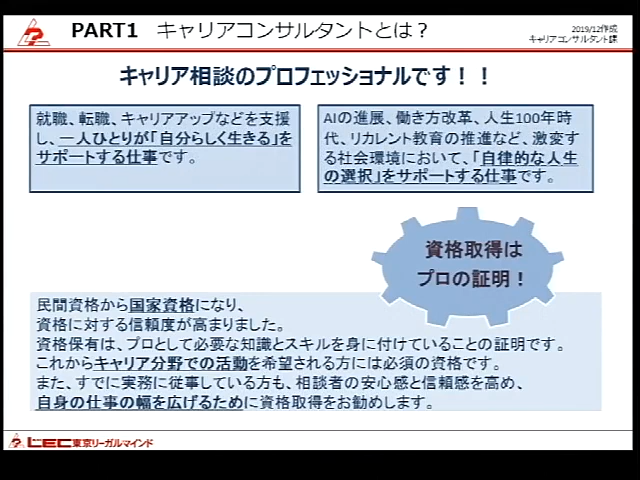 PART1 キャリアコンサルタントとは？
2019/12作成
キャリアコンサルタント課
キャリア相談のプロフェッショナルです！！
就職、転職、キャリアアップなどを支援
し、一人ひとりが「自分らしく生きる」を
サポートする仕事です。
AIの進展、働き方改革、人生100年時
代、リカレント教育の推進など、激変す
る社会環境において、「自律的な人生
の選択」をサポートする仕事です。
資格取得は
プロの証明！
民間資格から国家資格になり、
資格に対する信頼度が高まりました。
資格保有は、プロとして必要な知識とスキルを身に付けていることの証明です。
これからキャリア分野での活動を希望される方には必須の資格です。
また、すでに実務に従事している方も、相談者の安心感と信頼感を高め、
自身の仕事の幅を広げるために資格取得をお勧めします。
LEC東京リーガルマインド